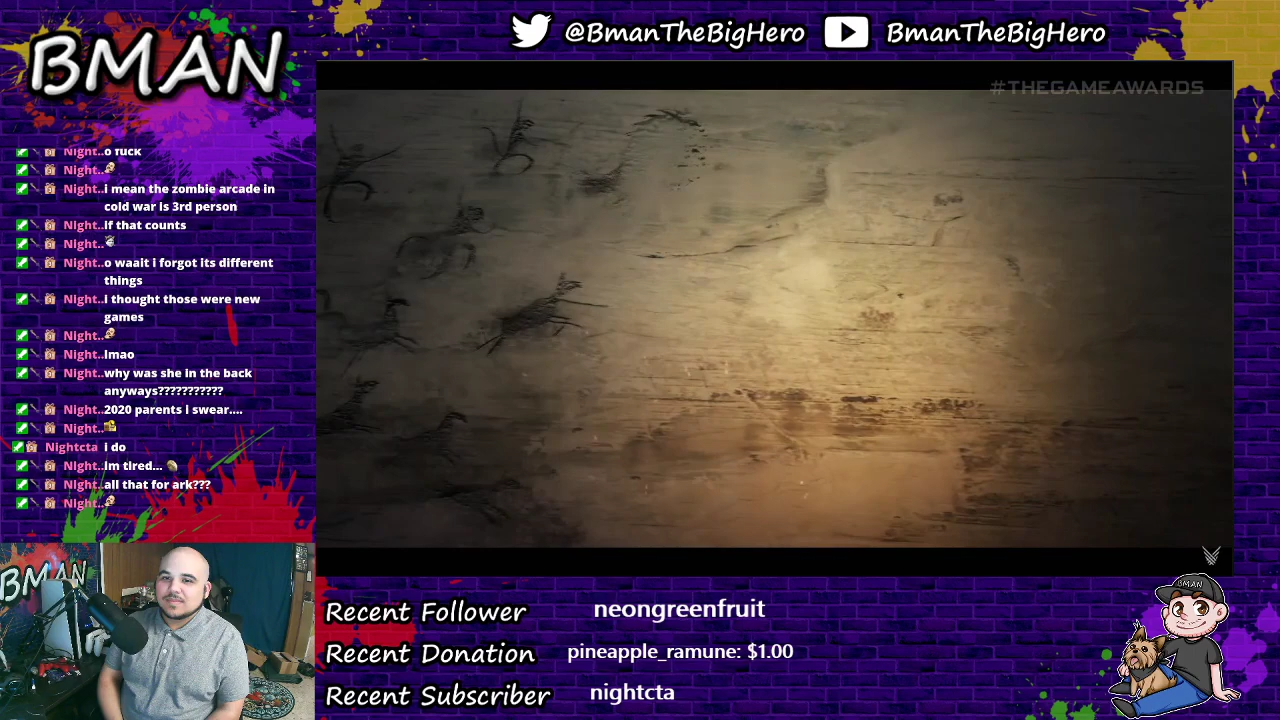 BMAN
@BmanTheBigHero
BmanTheBigHero
#THEGAMEAWARDS
Night..o fuck
Night..
Night..i mean the zombie arcade in
cold war is 3rd person
Night..if that counts
Night..
Night..o waait i forgot its different
things
Night..i thought those were new
games
Night..
Night..lmao
Night..why was she in the back
anyways???????????
Night..2020 parents i swear....
Night..
Nightcta i do
Night..im tired...
Night..all that for ark???
Night..
BMAN
BMAN
Recent Follower neongreenfruit
Recent Donation pineapple_ramune: $1.00
Recent Subscriber nightcta